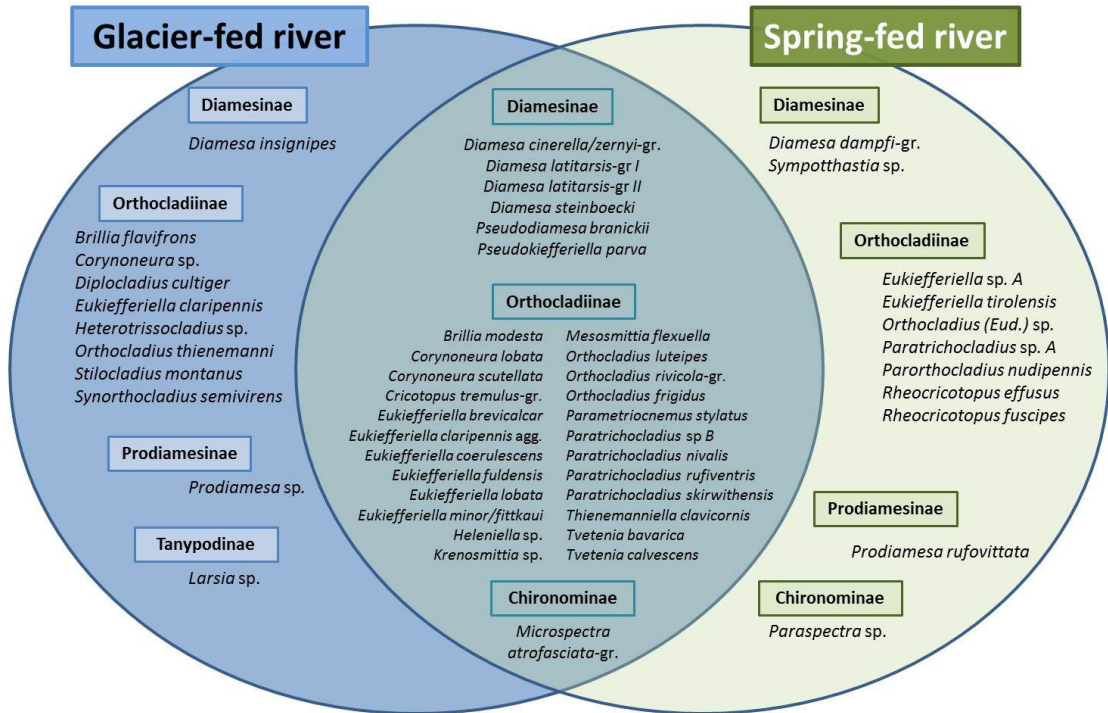 Glacier-fed river
Spring-fed river
Diamesinae
Diamesa insignipes
Orthocladiinae
Brillia flavifrons
Corynoneura sp.
Diplocladius cultiger
Eukiefferiella claripennis
Heterotrissocladius sp.
Orthocladius thienemanni
Stilocladius montanus
Synorthocladius semivirens
Prodiamesinae
Prodiamesa sp.
Tanypodinae
Larsia sp.
Diamesinae
Diamesa cinerella/zernyi-gr.
Diamesa latitarsis-gr I
Diamesa latitarsis-gr II
Diamesa steinboecki
Pseudodiamesa branickii
Pseudokiefferiella parva
Orthocladiinae
Brillia modesta
Corynoneura lobata
Corynoneura scutellata
Cricotopus tremulus-gr.
Eukiefferiella brevicalcar
Eukiefferiella claripennis agg.
Eukiefferiella coerulescens
Eukiefferiella fuldensis
Eukiefferiella lobata
Eukiefferiella minor/fittkaui
Heleniella sp.
Krenosmittia sp.
Mesosmittia flexuella
Orthocladius luteipes
Orthocladius rivicola-gr.
Orthocladius frigidus
Parametriocnemus stylatus
Paratrichocladius sp B
Paratrichocladius nivalis
Paratrichocladius rufiventris
Paratrichocladius skirwithensis
Thienemanniella clavicornis
Tvetenia bavarica
Tvetenia calvescens
Chironominae
Microspectra
atrofasciata-gr.
Diamesinae
Diamesa dampfi-gr.
Sympotthastia sp.
Orthocladiinae
Eukiefferiella sp. A
Eukiefferiella tirolensis
Orthocladius (Eud.) sp.
Paratrichocladius sp. A
Parorthocladius nudipennis
Rheocricotopus effusus
Rheocricotopus fuscipes
Prodiamesinae
Prodiamesa rufovittata
Chironominae
Paraspectra sp.